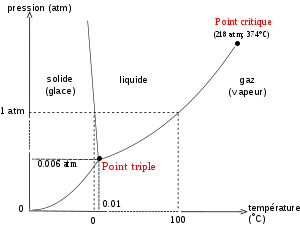 pression (atm)
Point critique
(218 atm; 374°C)
solide
(glace)
liquide
gaz
(vapeur)
1 atm
0.006 atm
Point triple
0.01
0
0
100
température
(°C)